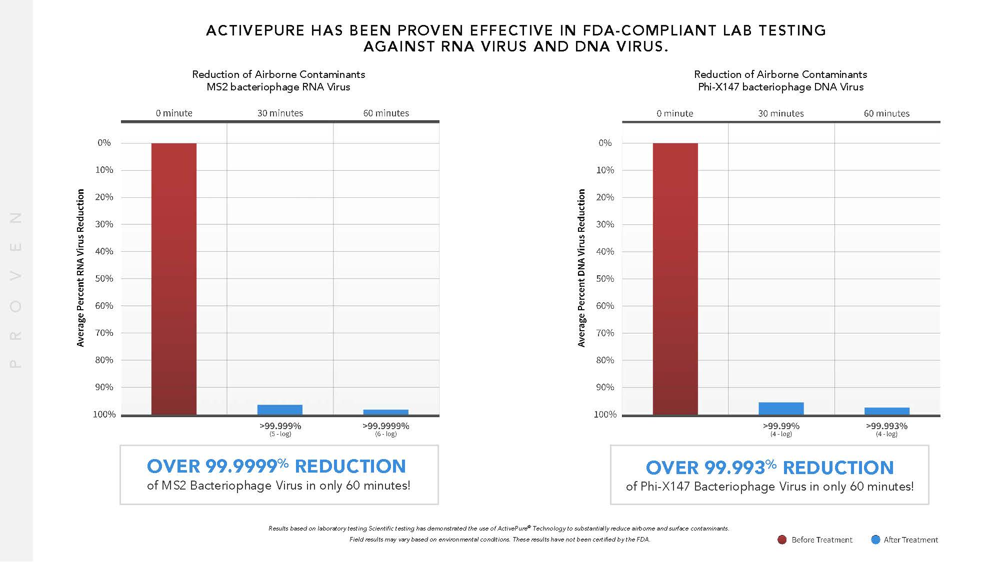 PROVEN
ACTIVEPURE HAS BEEN PROVEN EFFECTIVE IN FDA-COMPLIANT LAB TESTING
AGAINST RNA VIRUS AND DNA VIRUS.
Reduction of Airborne Contaminants
MS2 bacteriophage RNA Virus
0 minute 30 minutes 60 minutes
Average Percent RNA Virus Reduction
0%
10%
20%
30%
40%
50%
60%
70%
80%
90%
100%
>99.999% >99.9999%
(5 - log) (6 - log)
OVER 99.9999% REDUCTION
of MS2 Bacteriophage Virus in only 60 minutes!
Reduction of Airborne Contaminants
Phi-X147 bacteriophage DNA Virus
0 minute 30 minutes 60 minutes
Average Percent DNA Virus Reduction
0%
10%
20%
30%
40%
50%
60%
70%
80%
90%
100%
>99.99% >99.993%
(4 - log) (4 - log)
OVER 99.993% REDUCTION
of Phi-X147 Bacteriophage Virus in only 60 minutes!
Results based on laboratory testing Scientific testing has demonstrated the use of ActivePure® Technology to substantially reduce airborne and surface contaminants.
Field results may vary based on environmental conditions. These results have not been certified by the FDA.
Before Treatment After Treatment